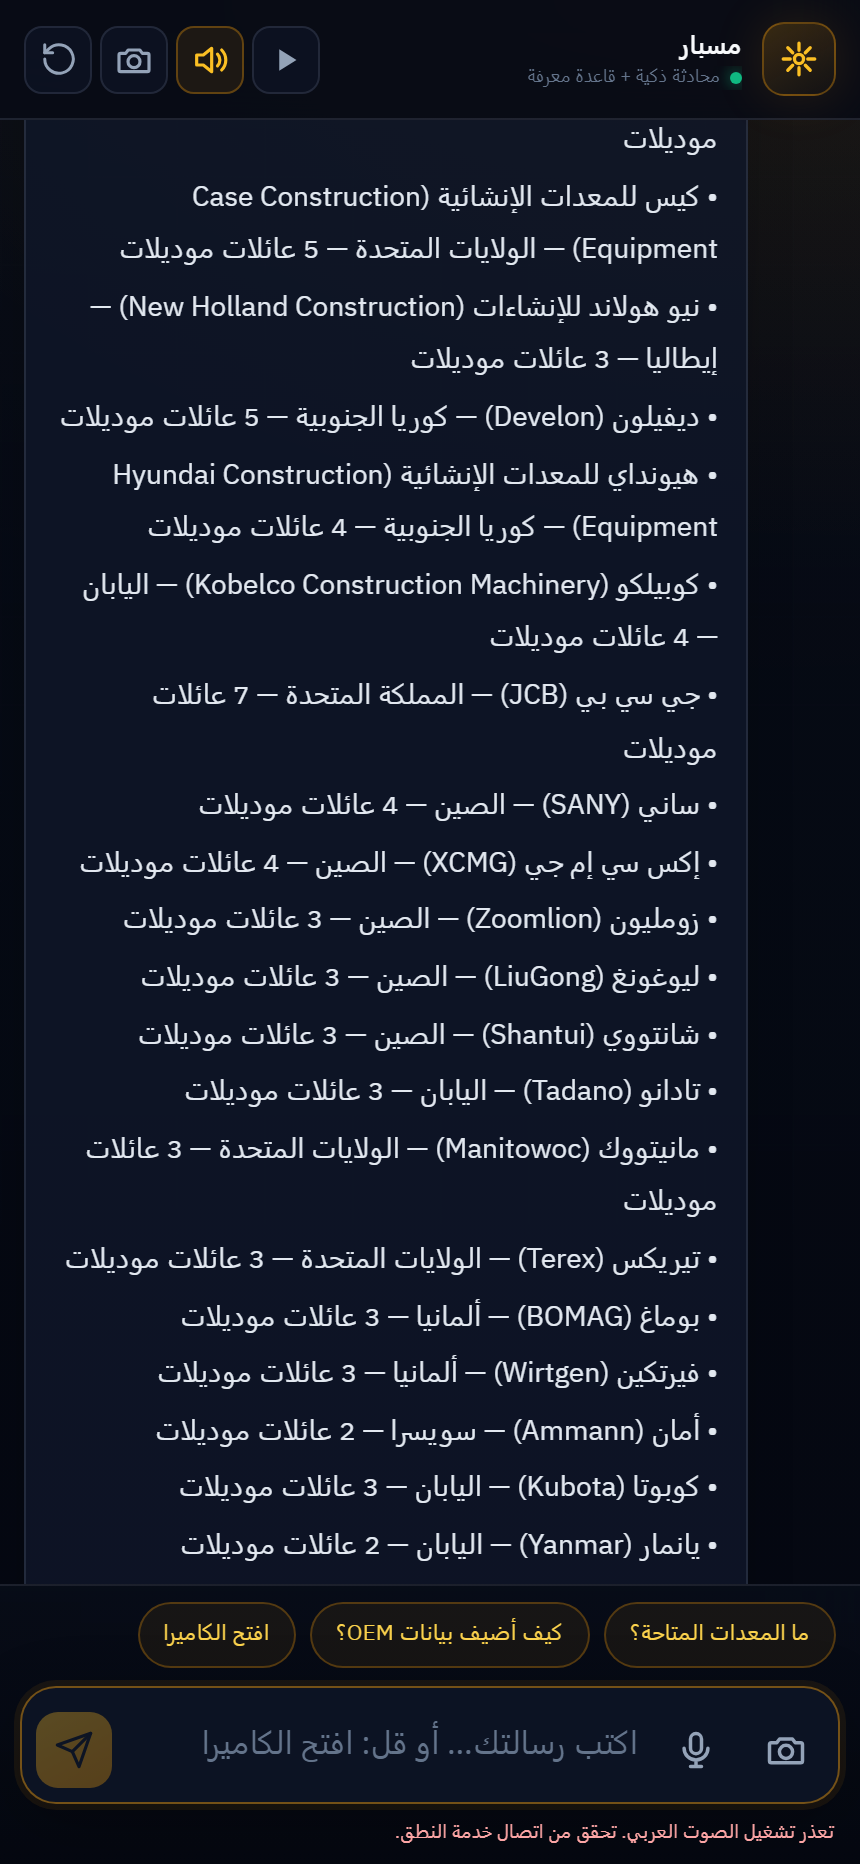 مسبار
محادثة ذكية + قاعدة معرفة
موديلات
• كيس للمعدات الإنشائية (Case Construction
Equipment) — الولايات المتحدة — 5 عائلات موديلات
• نيو هولاند للإنشاءات (New Holland Construction) —
إيطاليا — 3 عائلات موديلات
• ديفيلون (Develon) — كوريا الجنوبية — 5 عائلات موديلات
• هيونداي للمعدات الإنشائية (Hyundai Construction
Equipment) — كوريا الجنوبية — 4 عائلات موديلات
• كوبيلكو (Kobelco Construction Machinery) — اليابان
— 4 عائلات موديلات
• جي سي بي (JCB) — المملكة المتحدة — 7 عائلات
موديلات
• ساني (SANY) — الصين — 4 عائلات موديلات
• إكس سي إم جي (XCMG) — الصين — 4 عائلات موديلات
• زومليون (Zoomlion) — الصين — 3 عائلات موديلات
• ليوغونغ (LiuGong) — الصين — 3 عائلات موديلات
• شانتووي (Shantui) — الصين — 3 عائلات موديلات
• تادانو (Tadano) — اليابان — 3 عائلات موديلات
• مانيتووك (Manitowoc) — الولايات المتحدة — 3 عائلات
موديلات
• تيريكس (Terex) — الولايات المتحدة — 3 عائلات موديلات
• بوماغ (BOMAG) — ألمانيا — 3 عائلات موديلات
• فيرتكين (Wirtgen) — ألمانيا — 3 عائلات موديلات
• أمان (Ammann) — سويسرا — 2 عائلات موديلات
• كوبوتا (Kubota) — اليابان — 3 عائلات موديلات
• يانمار (Yanmar) — اليابان — 2 عائلات موديلات
ما المعدات المتاحة؟
كيف أضيف بيانات OEM؟
افتح الكاميرا
اكتب رسالتك... أو قل: افتح الكاميرا
تعذر تشغيل الصوت العربي. تحقق من اتصال خدمة النطق.